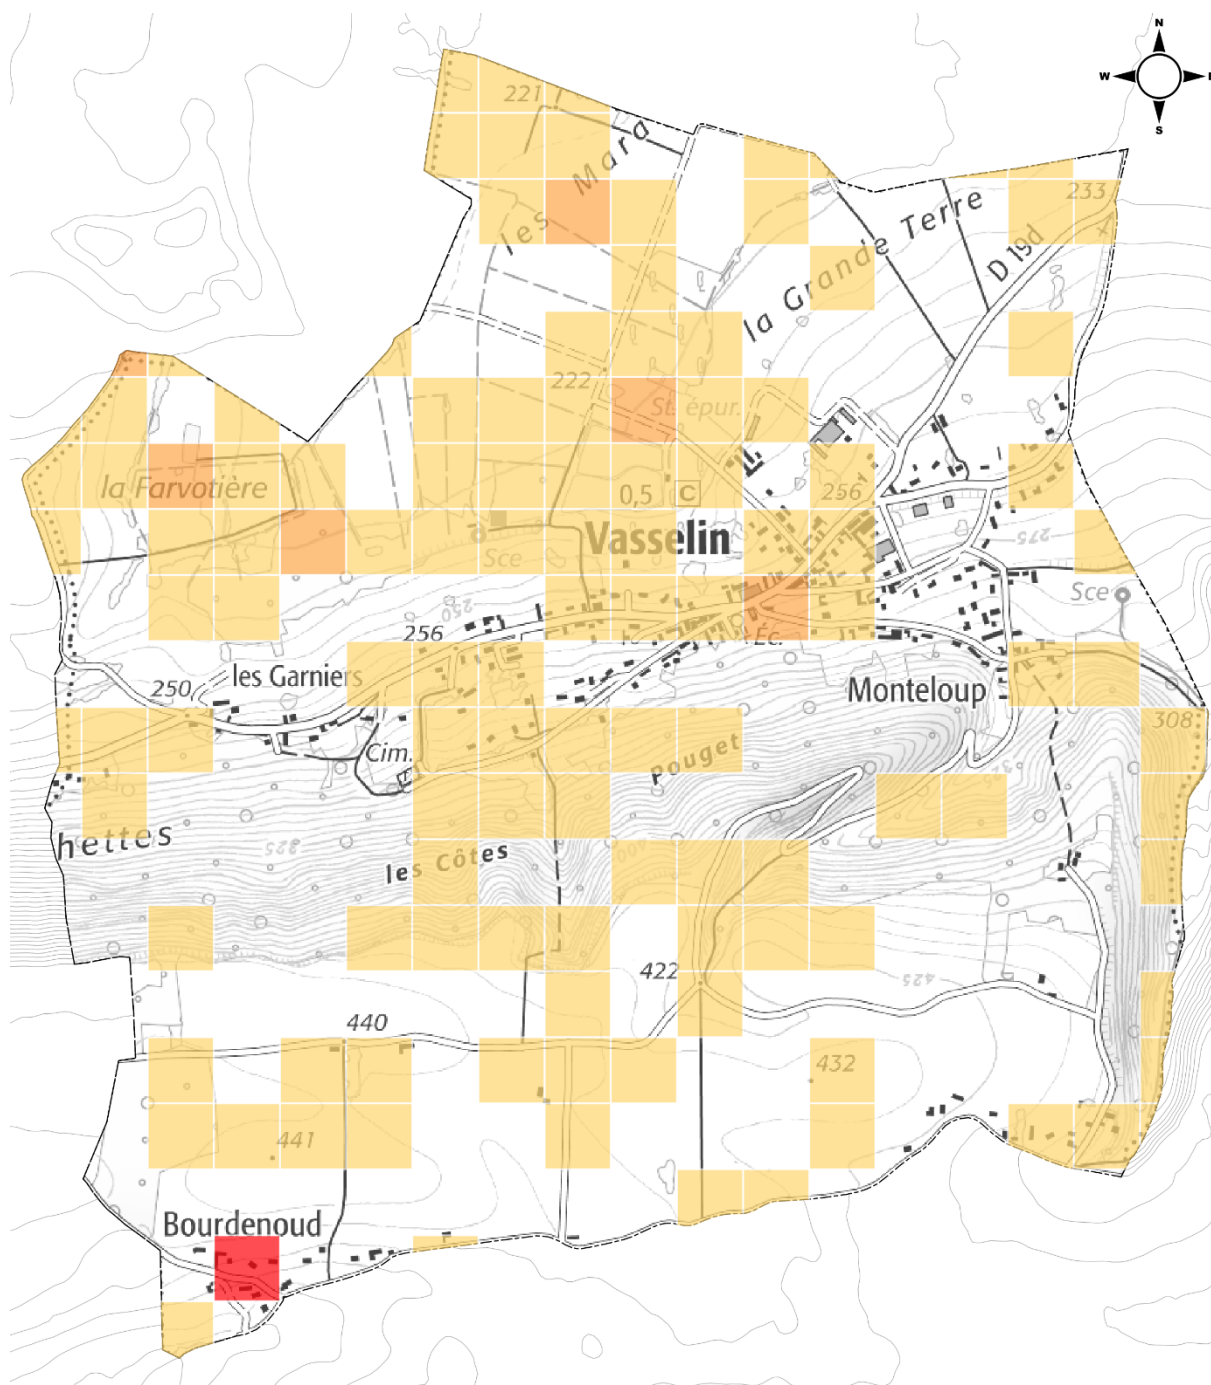 N
W
S
221
les Mara
233
la Grande Terre
D 19d
222
St. épur.
la Farvotière
0,5 C
256
Vasselin
Sce
275
250
Sce
256
Éc.
les Garniers
250
Monteloup
308
Cim.
Pouget
hettes
325
les Côtes
400
422
425
440
432
441
Bourdenoud